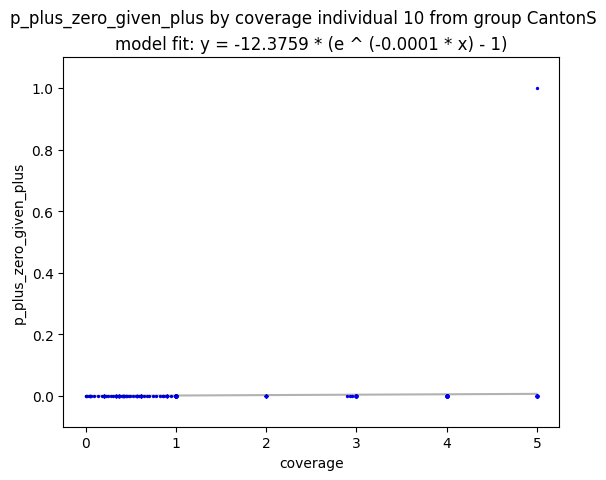 p_plus_zero_given_plus by coverage individual 10 from group CantonS
model fit: y = -12.3759 * (e ^ (-0.0001 * x) - 1)
1.0
0.8
0.6
0.4
0.2
0.0
p_plus_zero_given_plus
0 1 2 3 4 5
coverage